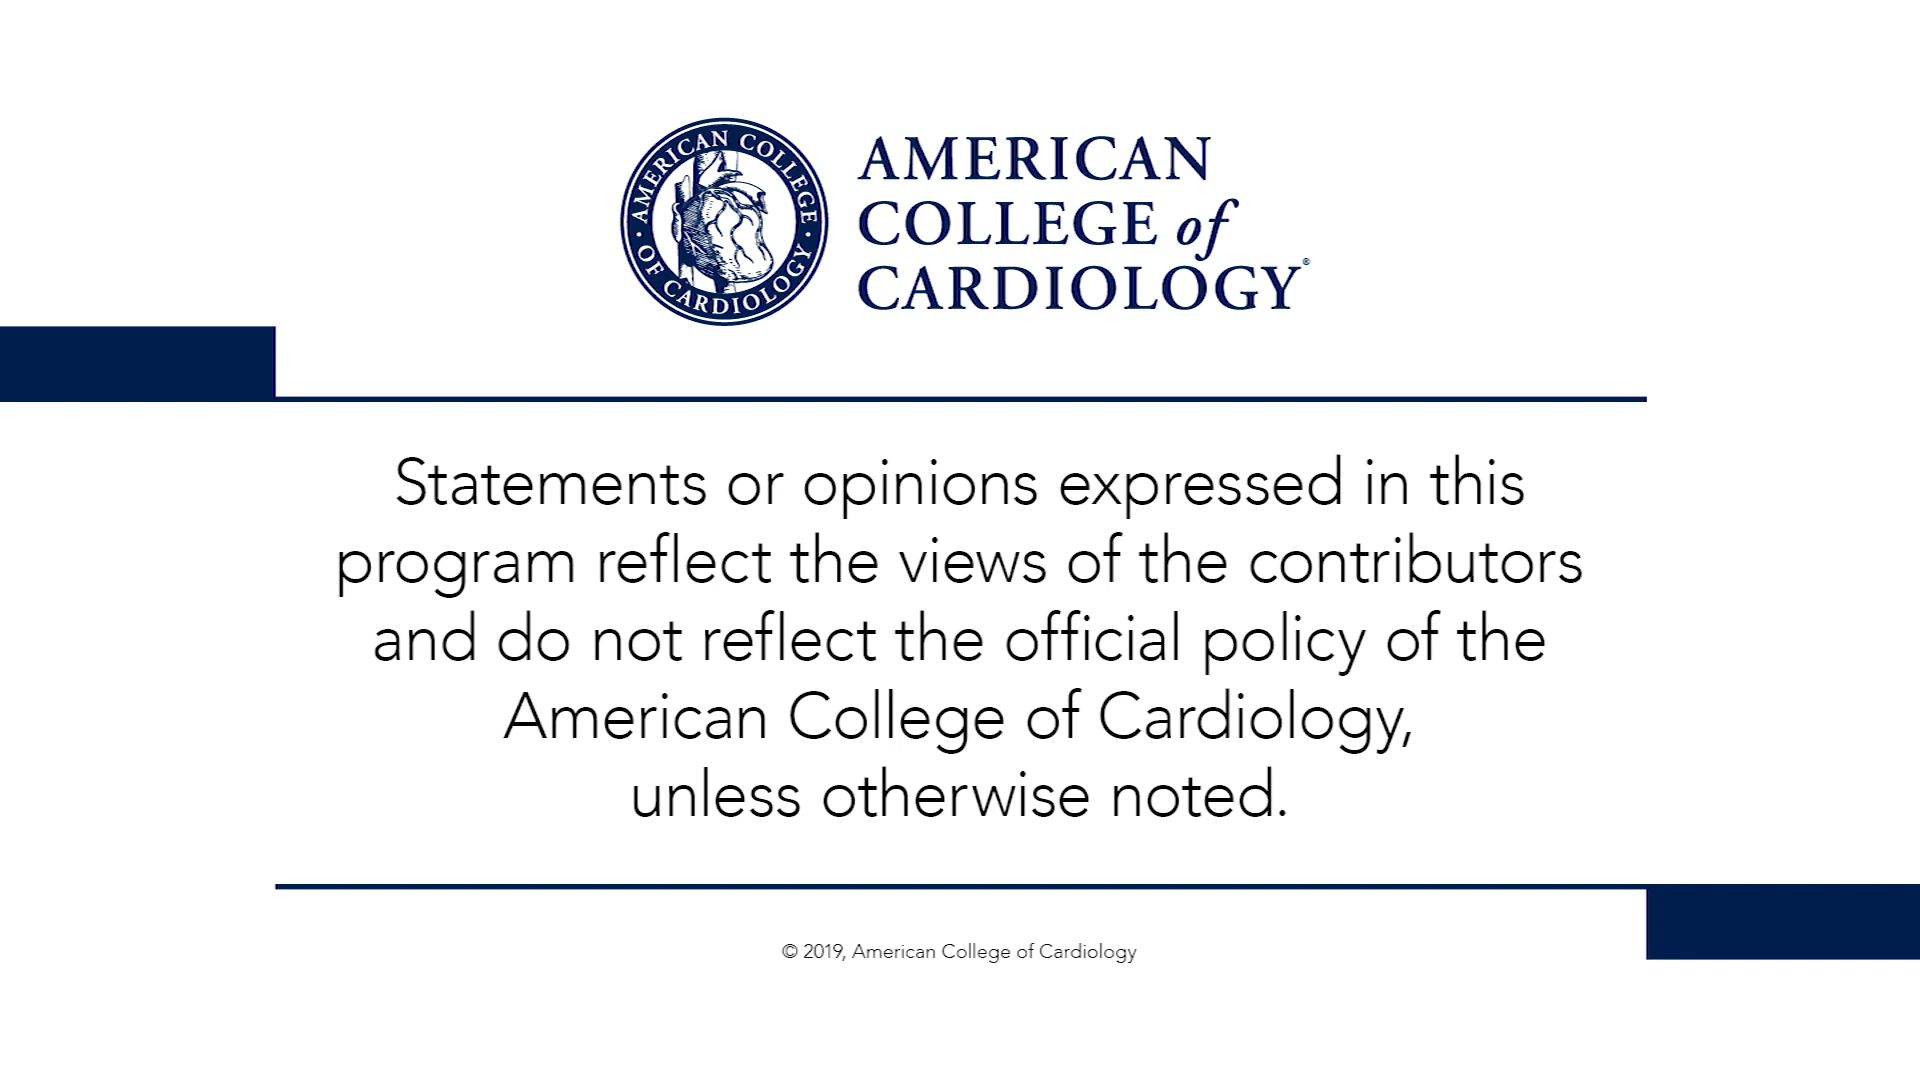 AMERICAN COLLEGE
· OF CARDIOLOGY ·
AMERICAN
COLLEGE of
CARDIOLOGY®
Statements or opinions expressed in this
program reflect the views of the contributors
and do not reflect the official policy of the
American College of Cardiology,
unless otherwise noted.
© 2019, American College of Cardiology